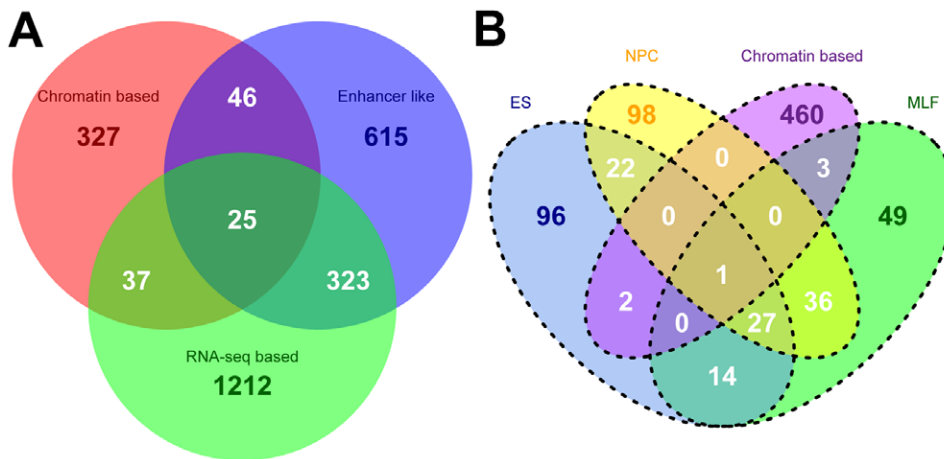 A
Chromatin based
327
46
Enhancer like
615
25
37
323
RNA-seq based
1212
B
NPC
Chromatin based
ES
MLF
98
460
22
0
3
96
0
0
49
1
2
0
27
36
14